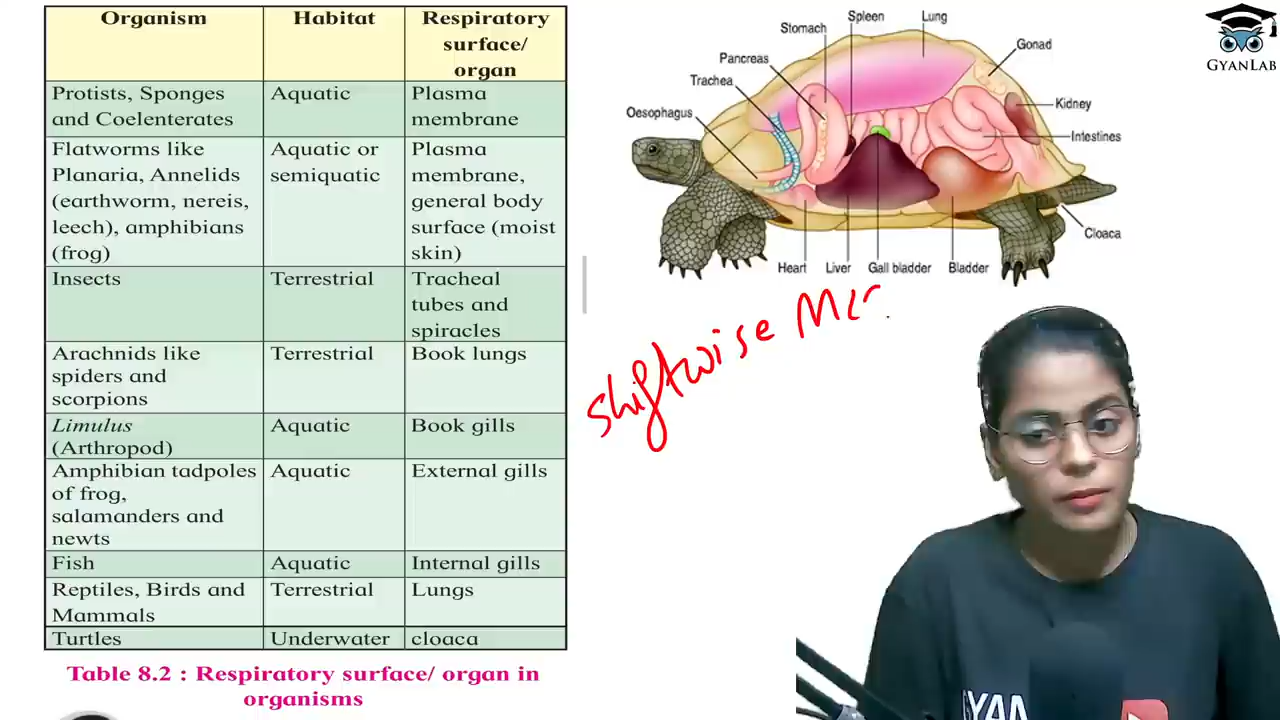 Organism
Habitat
Respiratory
surface/
organ
Protists, Sponges
and Coelenterates
Aquatic
Plasma
membrane
Flatworms like
Planaria, Annelids
(earthworm, nereis,
leech), amphibians
(frog)
Aquatic or
semiquatic
Plasma
membrane,
general body
surface (moist
skin)
Insects
Terrestrial
Tracheal
tubes and
spiracles
Arachnids like
spiders and
scorpions
Terrestrial
Book lungs
Limulus
(Arthropod)
Aquatic
Book gills
Amphibian tadpoles
of frog,
salamanders and
newts
Aquatic
External gills
Fish
Aquatic
Internal gills
Reptiles, Birds and
Mammals
Terrestrial
Lungs
Turtles
Underwater
cloaca
Table 8.2 : Respiratory surface/ organ in
organisms
Spleen
Lung
Stomach
Gonad
Pancreas
Trachea
Kidney
Oesophagus
Intestines
Cloaca
Heart
Liver
Gall bladder
Bladder
GYANLAB
Shiftwise
GYAN